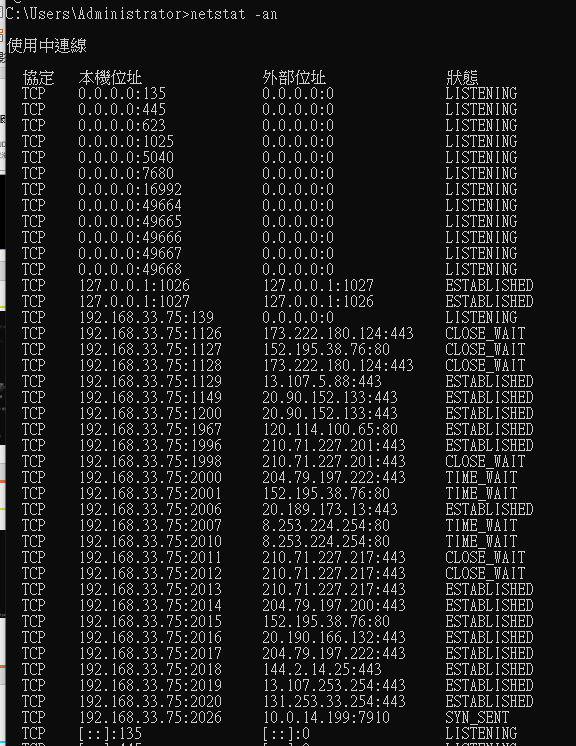 C:\Users\Administrator>netstat -an
使用中連線
協定 本機位址 外部位址 狀態
TCP 0.0.0.0:135 0.0.0.0:0 LISTENING
TCP 0.0.0.0:445 0.0.0.0:0 LISTENING
TCP 0.0.0.0:623 0.0.0.0:0 LISTENING
TCP 0.0.0.0:1025 0.0.0.0:0 LISTENING
TCP 0.0.0.0:5040 0.0.0.0:0 LISTENING
TCP 0.0.0.0:7680 0.0.0.0:0 LISTENING
TCP 0.0.0.0:16992 0.0.0.0:0 LISTENING
TCP 0.0.0.0:49664 0.0.0.0:0 LISTENING
TCP 0.0.0.0:49665 0.0.0.0:0 LISTENING
TCP 0.0.0.0:49666 0.0.0.0:0 LISTENING
TCP 0.0.0.0:49667 0.0.0.0:0 LISTENING
TCP 0.0.0.0:49668 0.0.0.0:0 LISTENING
TCP 127.0.0.1:1026 127.0.0.1:1027 ESTABLISHED
TCP 127.0.0.1:1027 127.0.0.1:1026 ESTABLISHED
TCP 192.168.33.75:139 0.0.0.0:0 LISTENING
TCP 192.168.33.75:1126 173.222.180.124:443 CLOSE_WAIT
TCP 192.168.33.75:1127 152.195.38.76:80 CLOSE_WAIT
TCP 192.168.33.75:1128 173.222.180.124:443 CLOSE_WAIT
TCP 192.168.33.75:1129 13.107.5.88:443 ESTABLISHED
TCP 192.168.33.75:1149 20.90.152.133:443 ESTABLISHED
TCP 192.168.33.75:1200 20.90.152.133:443 ESTABLISHED
TCP 192.168.33.75:1967 120.114.100.65:80 ESTABLISHED
TCP 192.168.33.75:1996 210.71.227.201:443 ESTABLISHED
TCP 192.168.33.75:1998 210.71.227.201:443 CLOSE_WAIT
TCP 192.168.33.75:2000 204.79.197.222:443 TIME_WAIT
TCP 192.168.33.75:2001 152.195.38.76:80 TIME_WAIT
TCP 192.168.33.75:2006 20.189.173.13:443 ESTABLISHED
TCP 192.168.33.75:2007 8.253.224.254:80 TIME_WAIT
TCP 192.168.33.75:2010 8.253.224.254:80 TIME_WAIT
TCP 192.168.33.75:2011 210.71.227.217:443 CLOSE_WAIT
TCP 192.168.33.75:2012 210.71.227.217:443 CLOSE_WAIT
TCP 192.168.33.75:2013 210.71.227.217:443 ESTABLISHED
TCP 192.168.33.75:2014 204.79.197.200:443 ESTABLISHED
TCP 192.168.33.75:2015 152.195.38.76:80 ESTABLISHED
TCP 192.168.33.75:2016 20.190.166.132:443 ESTABLISHED
TCP 192.168.33.75:2017 204.79.197.222:443 ESTABLISHED
TCP 192.168.33.75:2018 144.2.14.25:443 ESTABLISHED
TCP 192.168.33.75:2019 13.107.253.254:443 ESTABLISHED
TCP 192.168.33.75:2020 131.253.33.254:443 ESTABLISHED
TCP 192.168.33.75:2026 10.0.14.199:7910 SYN_SENT
TCP [::]:135 [::]:0 LISTENING